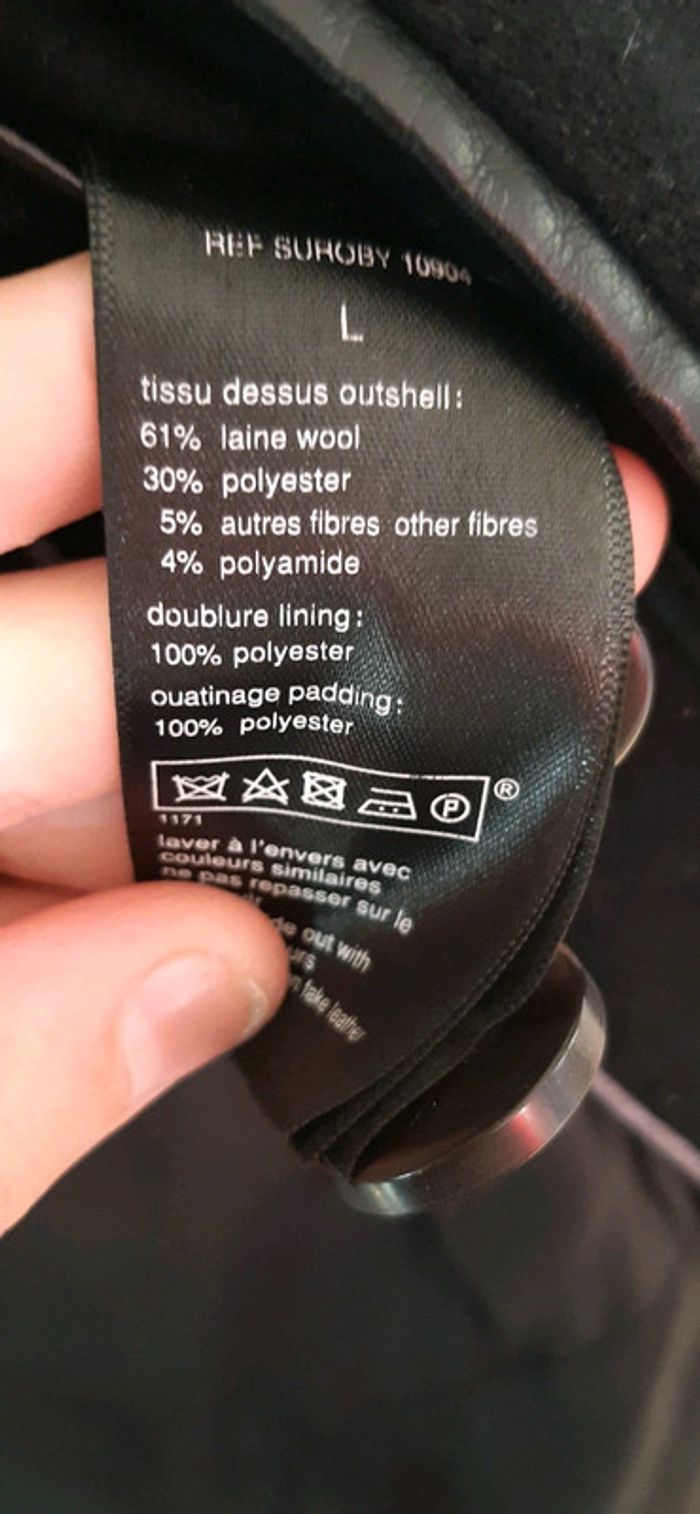 REF SUROBY 10904
L
tissu dessus outshell:
61% laine wool
30% polyester
5% autres fibres other fibres
4% polyamide
doublure lining:
100% polyester
ouatinage padding:
100% polyester
P ®
1171
laver à l'envers avec
couleurs similaires
ne pas repasser sur le
out with
fake leather